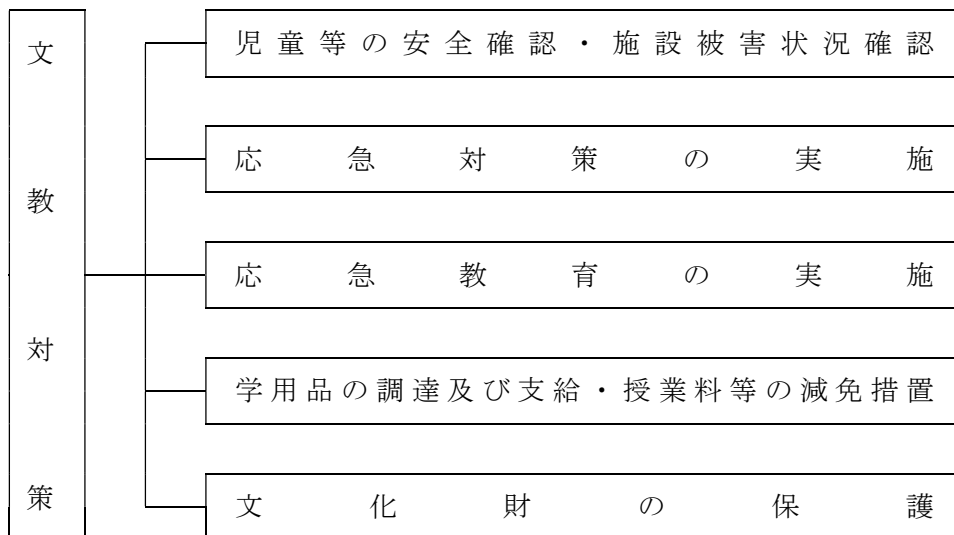 文教対策
児童等の安全確認・施設被害状況確認
応急対策の実施
応急教育の実施
学用品の調達及び支給・授業料等の減免措置
文化財の保護